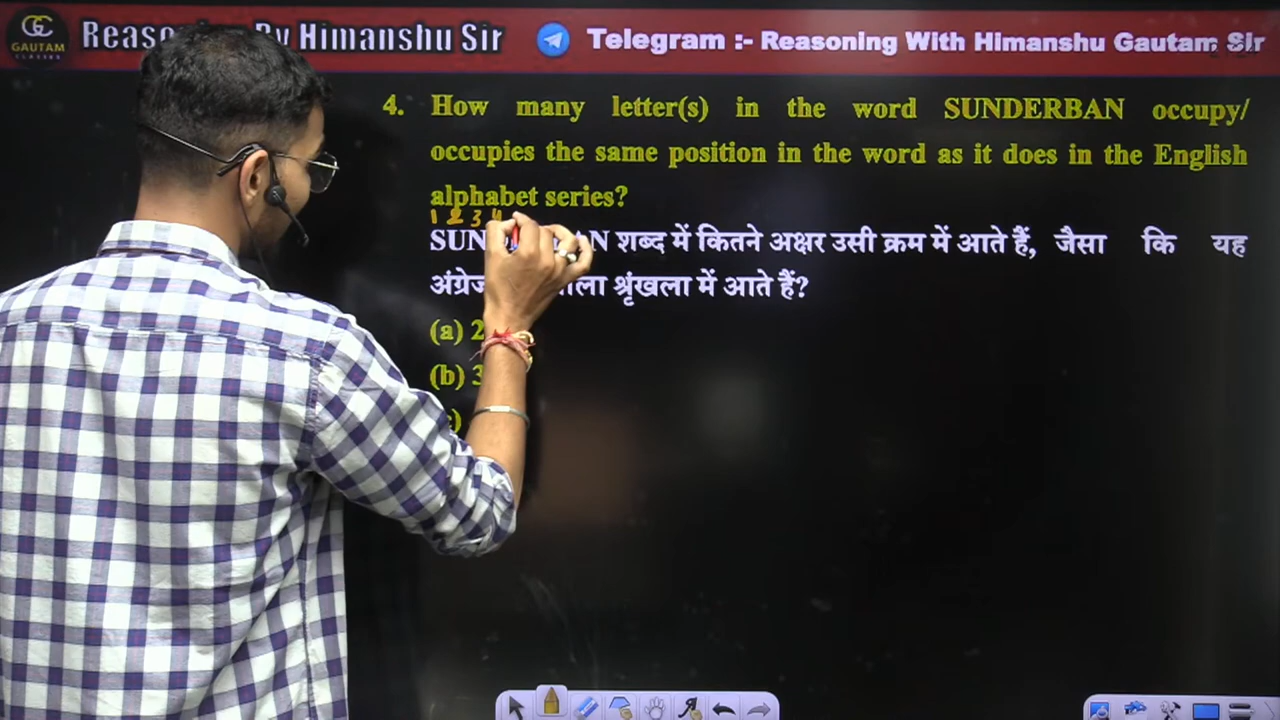 GC
GAUTAM
CLASSES
Reasoning By Himanshu Sir
Telegram :- Reasoning With Himanshu Gautam Sir
4. How many letter(s) in the word SUNDERBAN occupy/
occupies the same position in the word as it does in the English
alphabet series?
1 2 3 4
SUN N शब्द में कितने अक्षर उसी क्रम में आते हैं, जैसा कि यह
श्रृंखला में आते हैं?
(a) 2
(b) 3